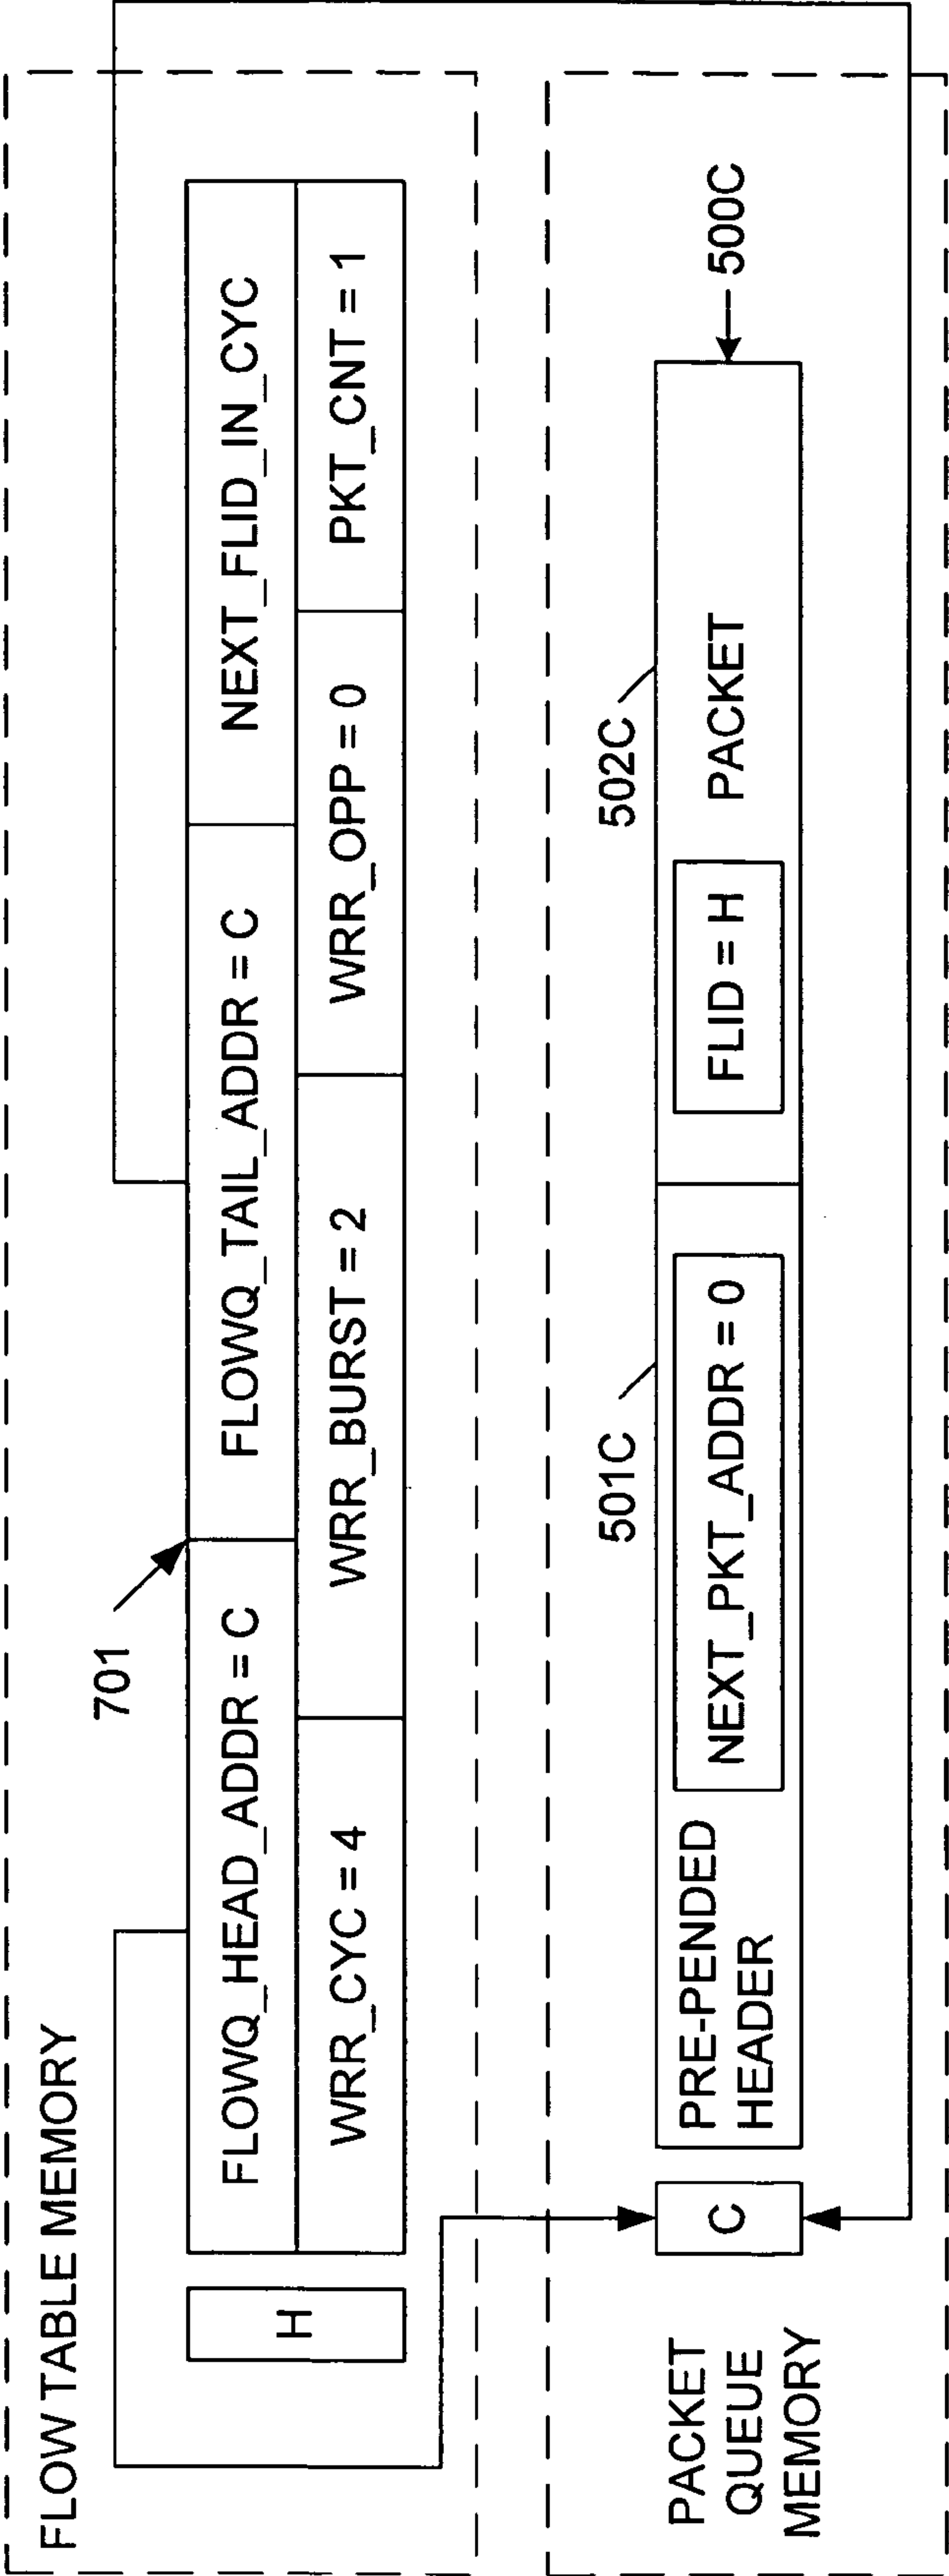 FLOW TABLE MEMORY
701
H
FLOWQ_HEAD_ADDR = C
FLOWQ_TAIL_ADDR = C
NEXT_FLID_IN_CYC
WRR_CYC = 4
WRR_BURST = 2
WRR_OPP = 0
PKT_CNT = 1
PACKET
QUEUE
MEMORY
C
501C
502C
500C
PRE-PENDED
HEADER
NEXT_PKT_ADDR = 0
FLID = H
PACKET